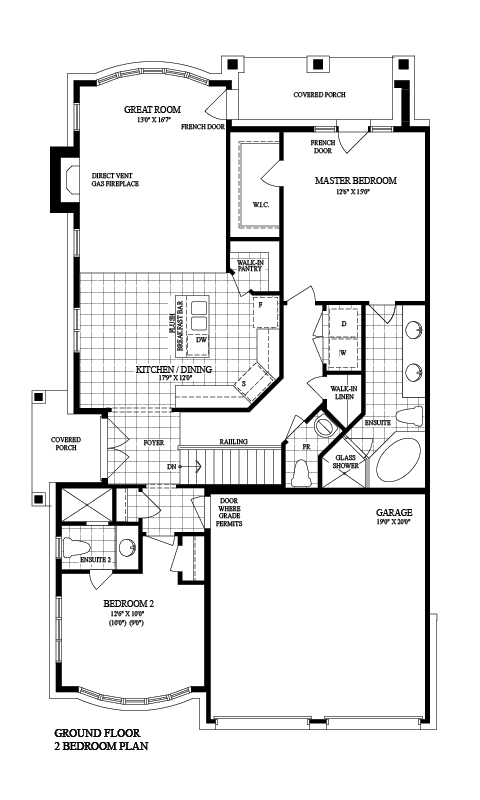 COVERED PORCH
GREAT ROOM
13'0" X 16'7"
FRENCH DOOR
FRENCH
DOOR
DIRECT VENT
GAS FIREPLACE
MASTER BEDROOM
12'6" X 15'0"
W.I.C.
WALK-IN
PANTRY
F
FLUSH
BREAKFAST BAR
DW
D
W
KITCHEN / DINING
17'9" X 12'0"
S
WALK-IN
LINEN
ENSUITE
COVERED
PORCH
FOYER
RAILING
PR
GLASS
SHOWER
DN
DOOR
WHERE
GRADE
PERMITS
GARAGE
19'0" X 20'0"
ENSUITE 2
BEDROOM 2
12'6" X 10'0"
(10'0") (9'0")
GROUND FLOOR
2 BEDROOM PLAN